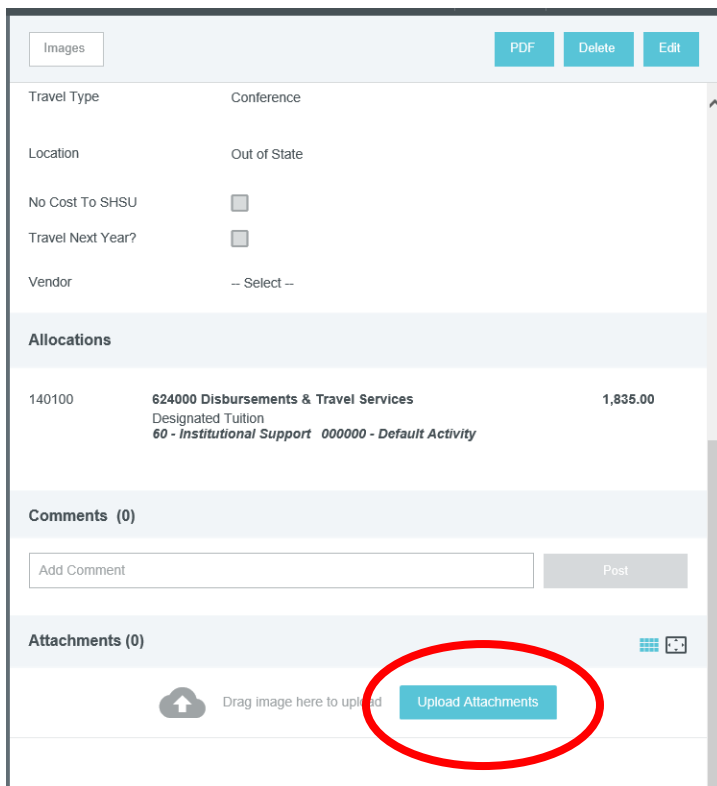 Images PDF Delete Edit
Travel Type Conference
Location Out of State
No Cost To SHSU
Travel Next Year?
Vendor -- Select --
Allocations
140100 624000 Disbursements & Travel Services 1,835.00
Designated Tuition
60 - Institutional Support 000000 - Default Activity
Comments (0)
Add Comment Post
Attachments (0)
Drag image here to upload Upload Attachments